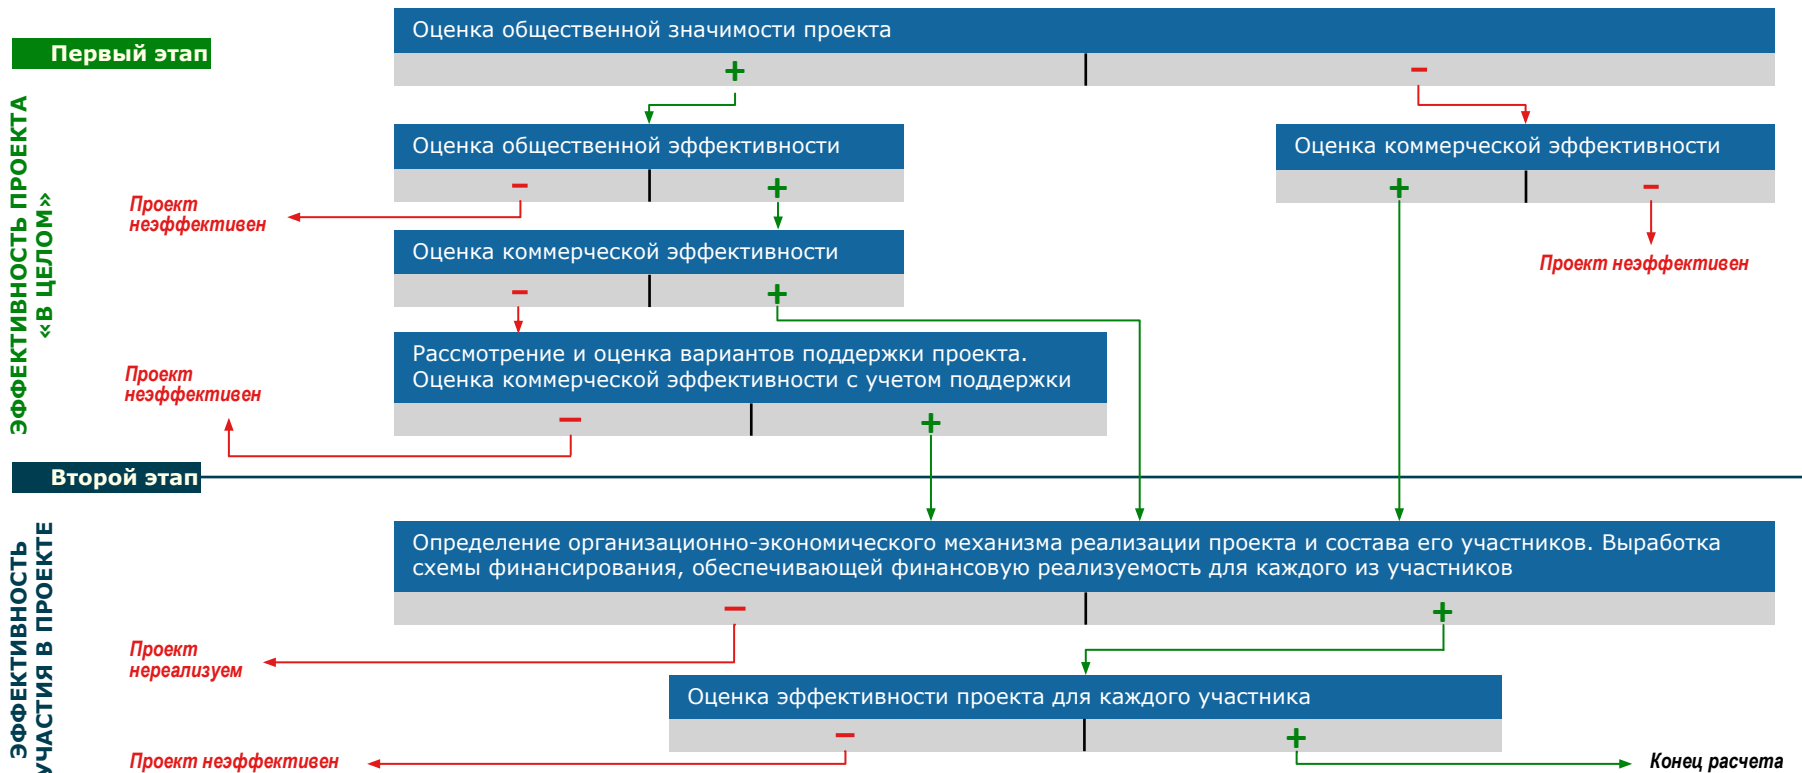 Первый этап
ЭФФЕКТИВНОСТЬ ПРОЕКТА
«В ЦЕЛОМ»
Оценка общественной значимости проекта
+
–
Оценка общественной эффективности
–
+
Оценка коммерческой эффективности
+
–
Проект
неэффективен
Проект неэффективен
Оценка коммерческой эффективности
–
+
Рассмотрение и оценка вариантов поддержки проекта.
Оценка коммерческой эффективности с учетом поддержки
–
+
Проект
неэффективен
Второй этап
ЭФФЕКТИВНОСТЬ
УЧАСТИЯ В ПРОЕКТЕ
Определение организационно-экономического механизма реализации проекта и состава его участников. Выработка
схемы финансирования, обеспечивающей финансовую реализуемость для каждого из участников
–
+
Проект
нереализуем
Оценка эффективности проекта для каждого участника
–
+
Проект неэффективен
Конец расчета